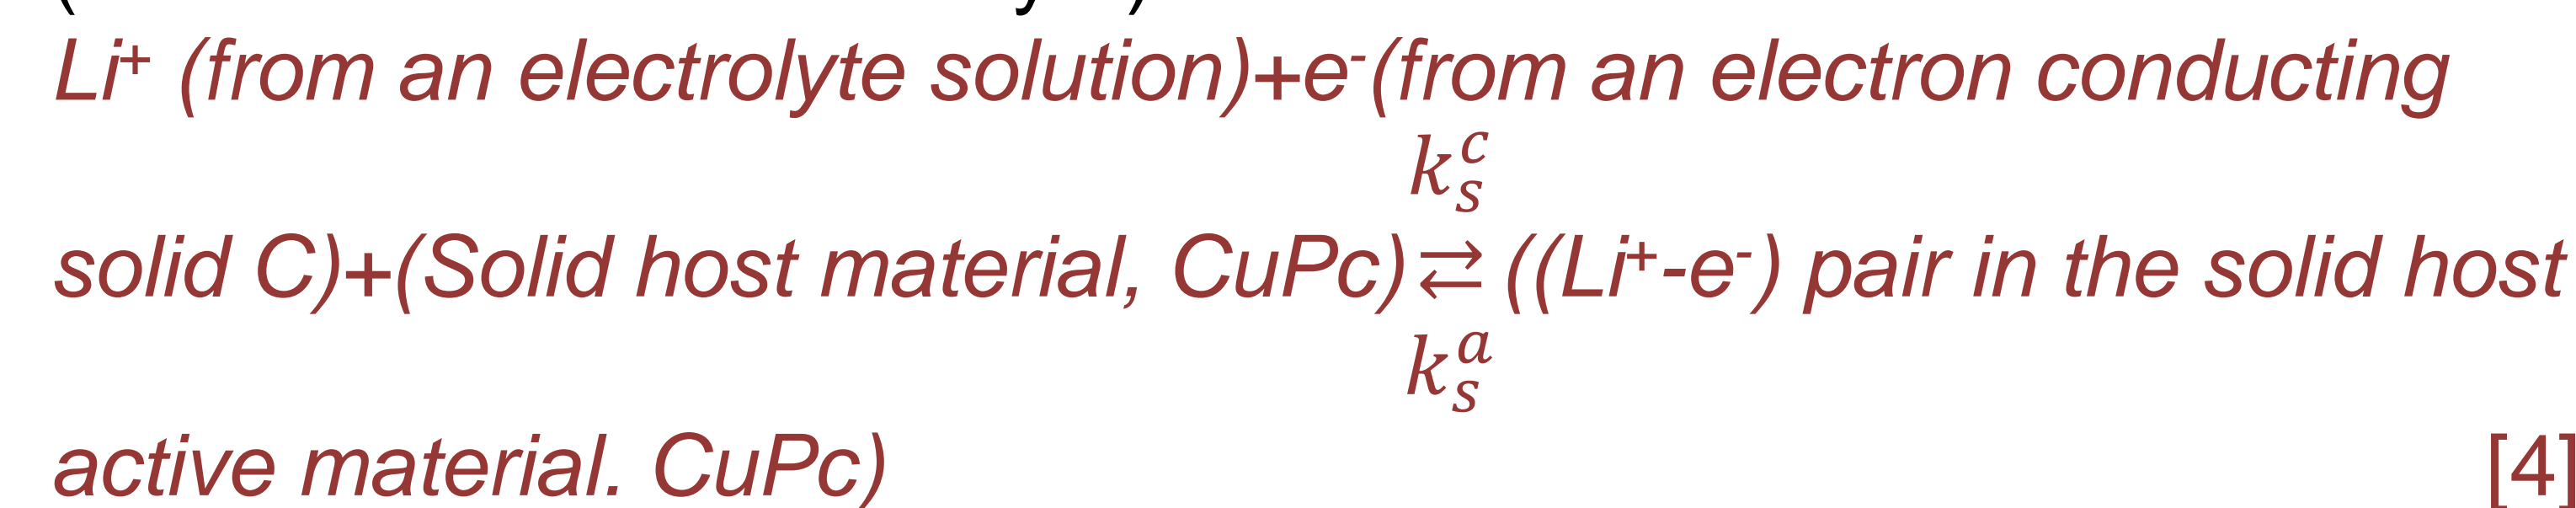 Li⁺ (from an electrolyte solution)+e⁻(from an electron conducting
k_s^c
solid C)+(Solid host material, CuPc)⇄ ((Li⁺-e⁻) pair in the solid host
k_s^a
active material. CuPc) [4]